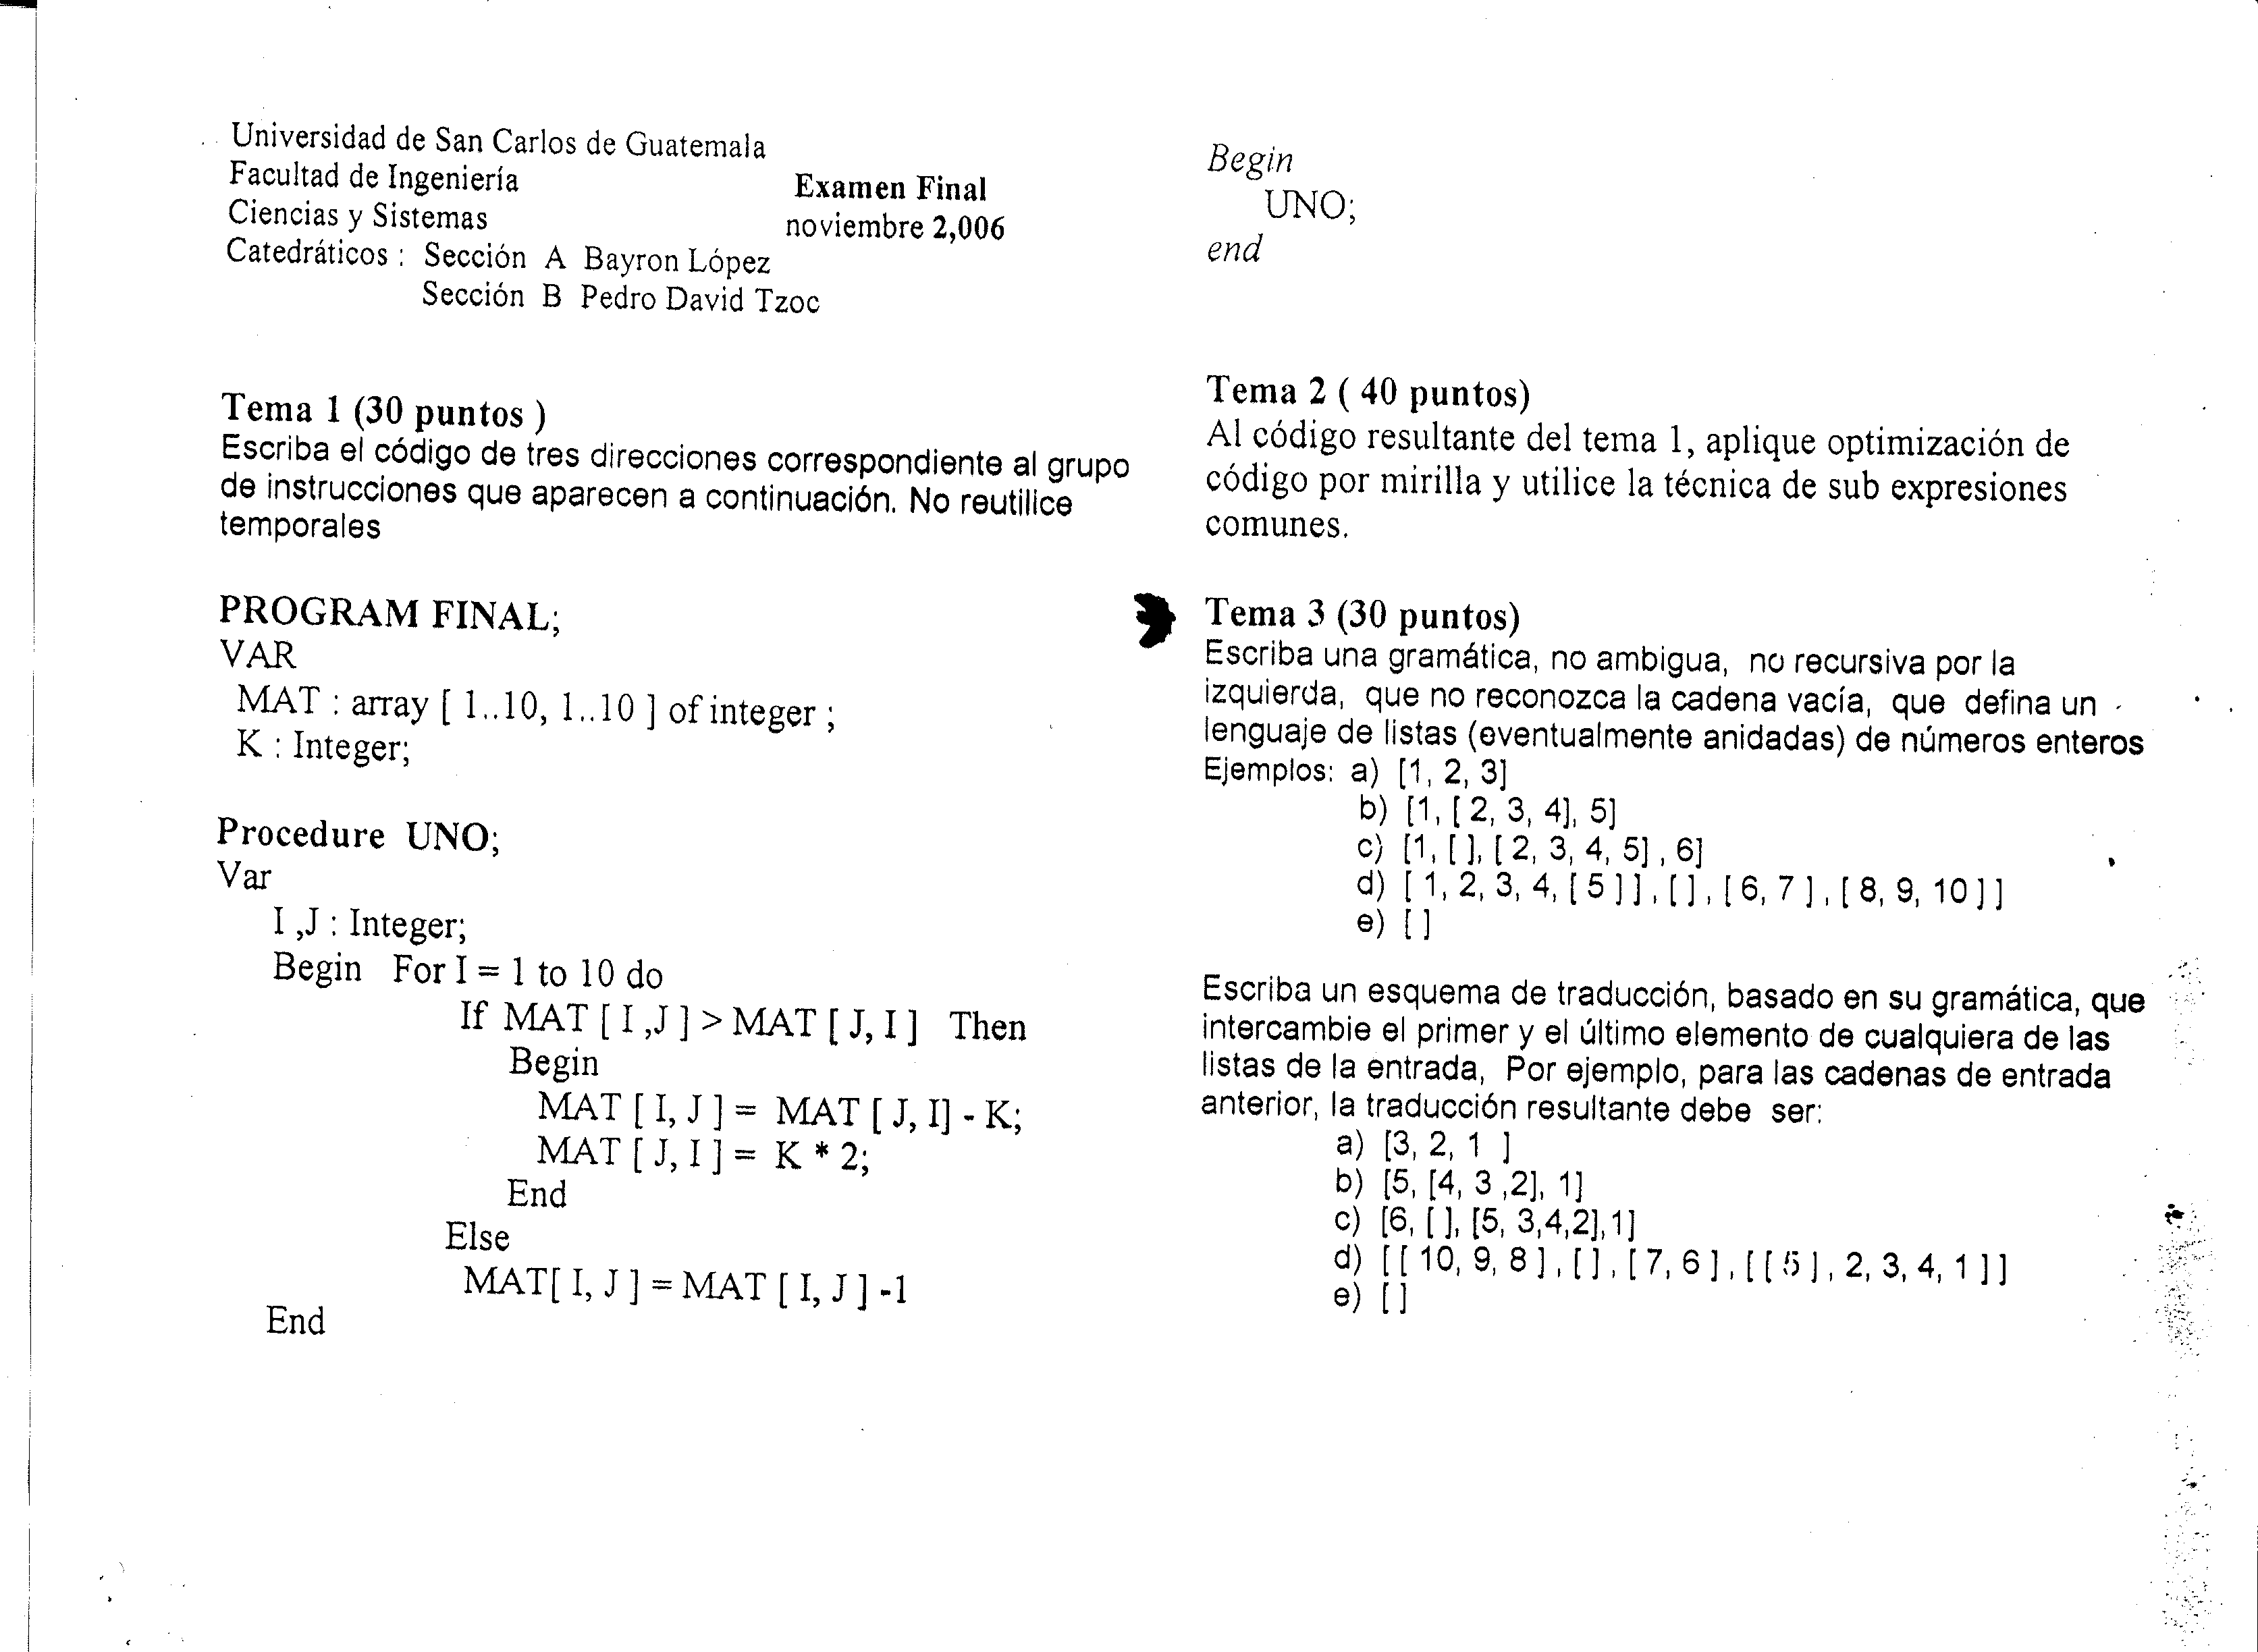 Universidad de San Carlos de Guatemala
Facultad de Ingeniería
Examen Final
Ciencias y Sistemas
noviembre 2,006
Catedráticos : Sección A Bayron López
Sección B Pedro David Tzoc
Tema 1 (30 puntos )
Escriba el código de tres direcciones correspondiente al grupo
de instrucciones que aparecen a continuación. No reutilice
temporales
PROGRAM FINAL;
VAR
MAT : array [ 1..10, 1..10 ] of integer ;
K : Integer;
Procedure UNO;
Var
I ,J : Integer;
Begin For I = 1 to 10 do
If MAT [ I ,J ] > MAT [ J, I ] Then
Begin
MAT [ I, J ] = MAT [ J, I] - K;
MAT [ J, I ] = K * 2;
End
Else
MAT[ I, J ] = MAT [ I, J ] -1
End
Begin
UNO;
end
Tema 2 ( 40 puntos)
Al código resultante del tema 1, aplique optimización de
código por mirilla y utilice la técnica de sub expresiones
comunes.
Tema 3 (30 puntos)
Escriba una gramática, no ambigua, no recursiva por la
izquierda, que no reconozca la cadena vacía, que defina un
lenguaje de listas (eventualmente anidadas) de números enteros
Ejemplos: a) [1, 2, 3]
b) [1, [ 2, 3, 4], 5]
c) [1, [ ], [ 2, 3, 4, 5] , 6]
d) [ 1, 2, 3, 4, [ 5 ] ] , [ ] , [ 6, 7 ] , [ 8, 9, 10 ] ]
e) [ ]
Escriba un esquema de traducción, basado en su gramática, que
intercambie el primer y el último elemento de cualquiera de las
listas de la entrada, Por ejemplo, para las cadenas de entrada
anterior, la traducción resultante debe ser:
a) [3, 2, 1 ]
b) [5, [4, 3 ,2], 1]
c) [6, [ ], [5, 3,4,2],1]
d) [ [ 10, 9, 8 ] , [ ] , [ 7, 6 ] , [ [ 5 ] , 2, 3, 4, 1 ] ]
e) [ ]